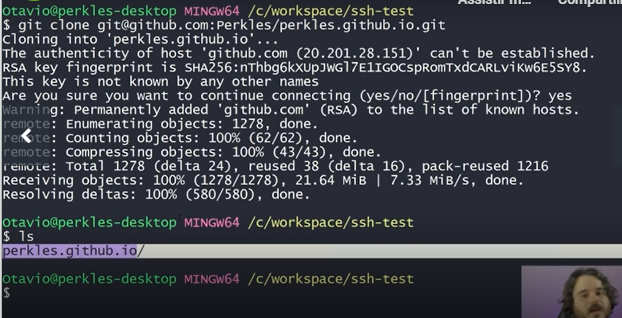 Assistir m...
Compartil
Otavio@perkles-desktop MINGW64 /c/workspace/ssh-test
$ git clone git@github.com:Perkles/perkles.github.io.git
Cloning into 'perkles.github.io'...
The authenticity of host 'github.com (20.201.28.151)' can't be established.
RSA key fingerprint is SHA256:nThbg6kXUpJWGl7E1IGOCspRomTxdCARLviKw6E5SY8.
This key is not known by any other names
Are you sure you want to continue connecting (yes/no/[fingerprint])? yes
Warning: Permanently added 'github.com' (RSA) to the list of known hosts.
remote: Enumerating objects: 1278, done.
remote: Counting objects: 100% (62/62), done.
remote: Compressing objects: 100% (43/43), done.
remote: Total 1278 (delta 24), reused 38 (delta 16), pack-reused 1216
Receiving objects: 100% (1278/1278), 21.64 MiB | 7.33 MiB/s, done.
Resolving deltas: 100% (580/580), done.
Otavio@perkles-desktop MINGW64 /c/workspace/ssh-test
$ ls
perkles.github.io/
Otavio@perkles-desktop MINGW64 /c/workspace/ssh-test
$